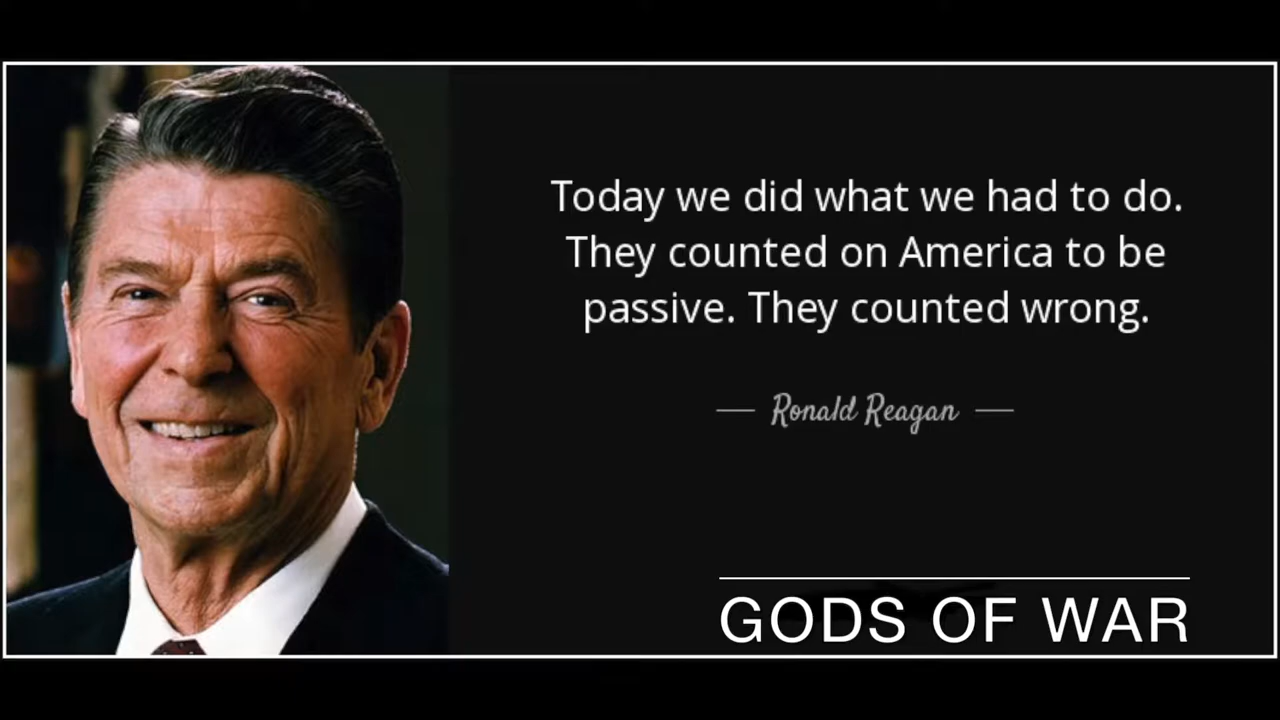 Today we did what we had to do.
They counted on America to be
passive. They counted wrong.
Ronald Reagan
GODS OF WAR